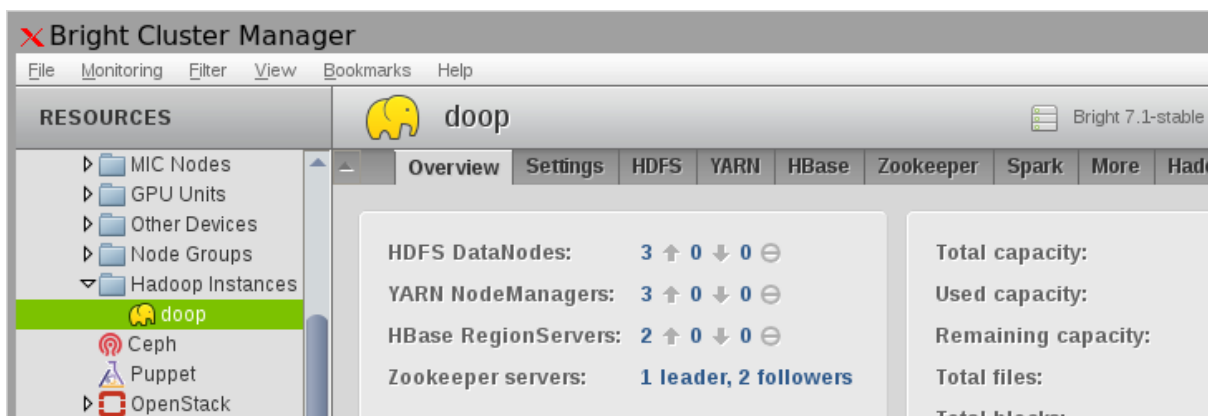 Bright Cluster Manager
File Monitoring Filter View Bookmarks Help
RESOURCES
doop
Bright 7.1-stable
MIC Nodes
GPU Units
Other Devices
Node Groups
Hadoop Instances
doop
Ceph
Puppet
OpenStack
Overview Settings HDFS YARN HBase Zookeeper Spark More
HDFS DataNodes: 3 0 0
YARN NodeManagers: 3 0 0
HBase RegionServers: 2 0 0
Zookeeper servers: 1 leader, 2 followers
Total capacity:
Used capacity:
Remaining capacity:
Total files: